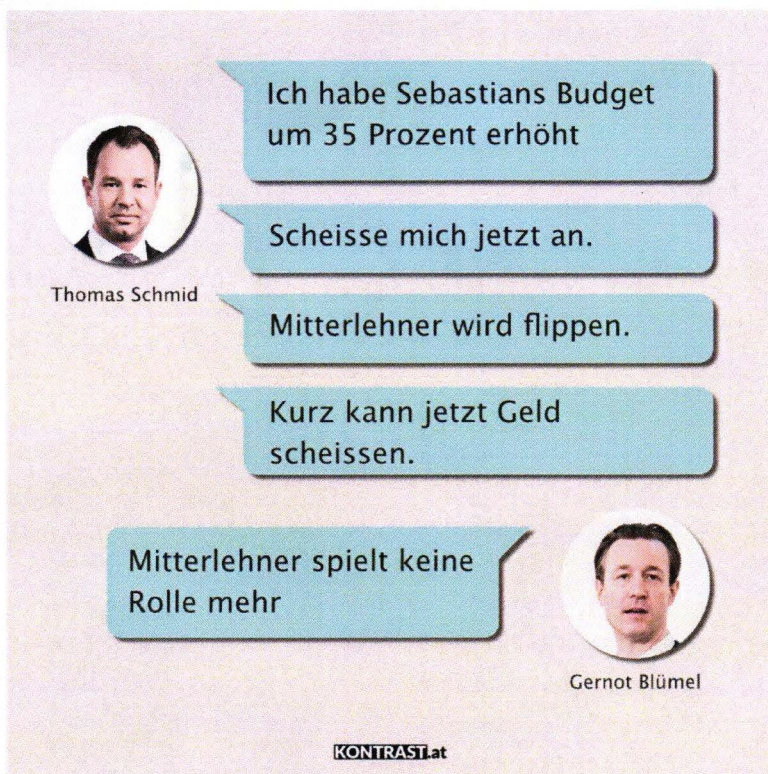 Ich habe Sebastians Budget
um 35 Prozent erhöht
Scheisse mich jetzt an.
Thomas Schmid
Mitterlehner wird flippen.
Kurz kann jetzt Geld
scheissen.
Mitterlehner spielt keine
Rolle mehr
Gernot Blümel
KONTRAST.at